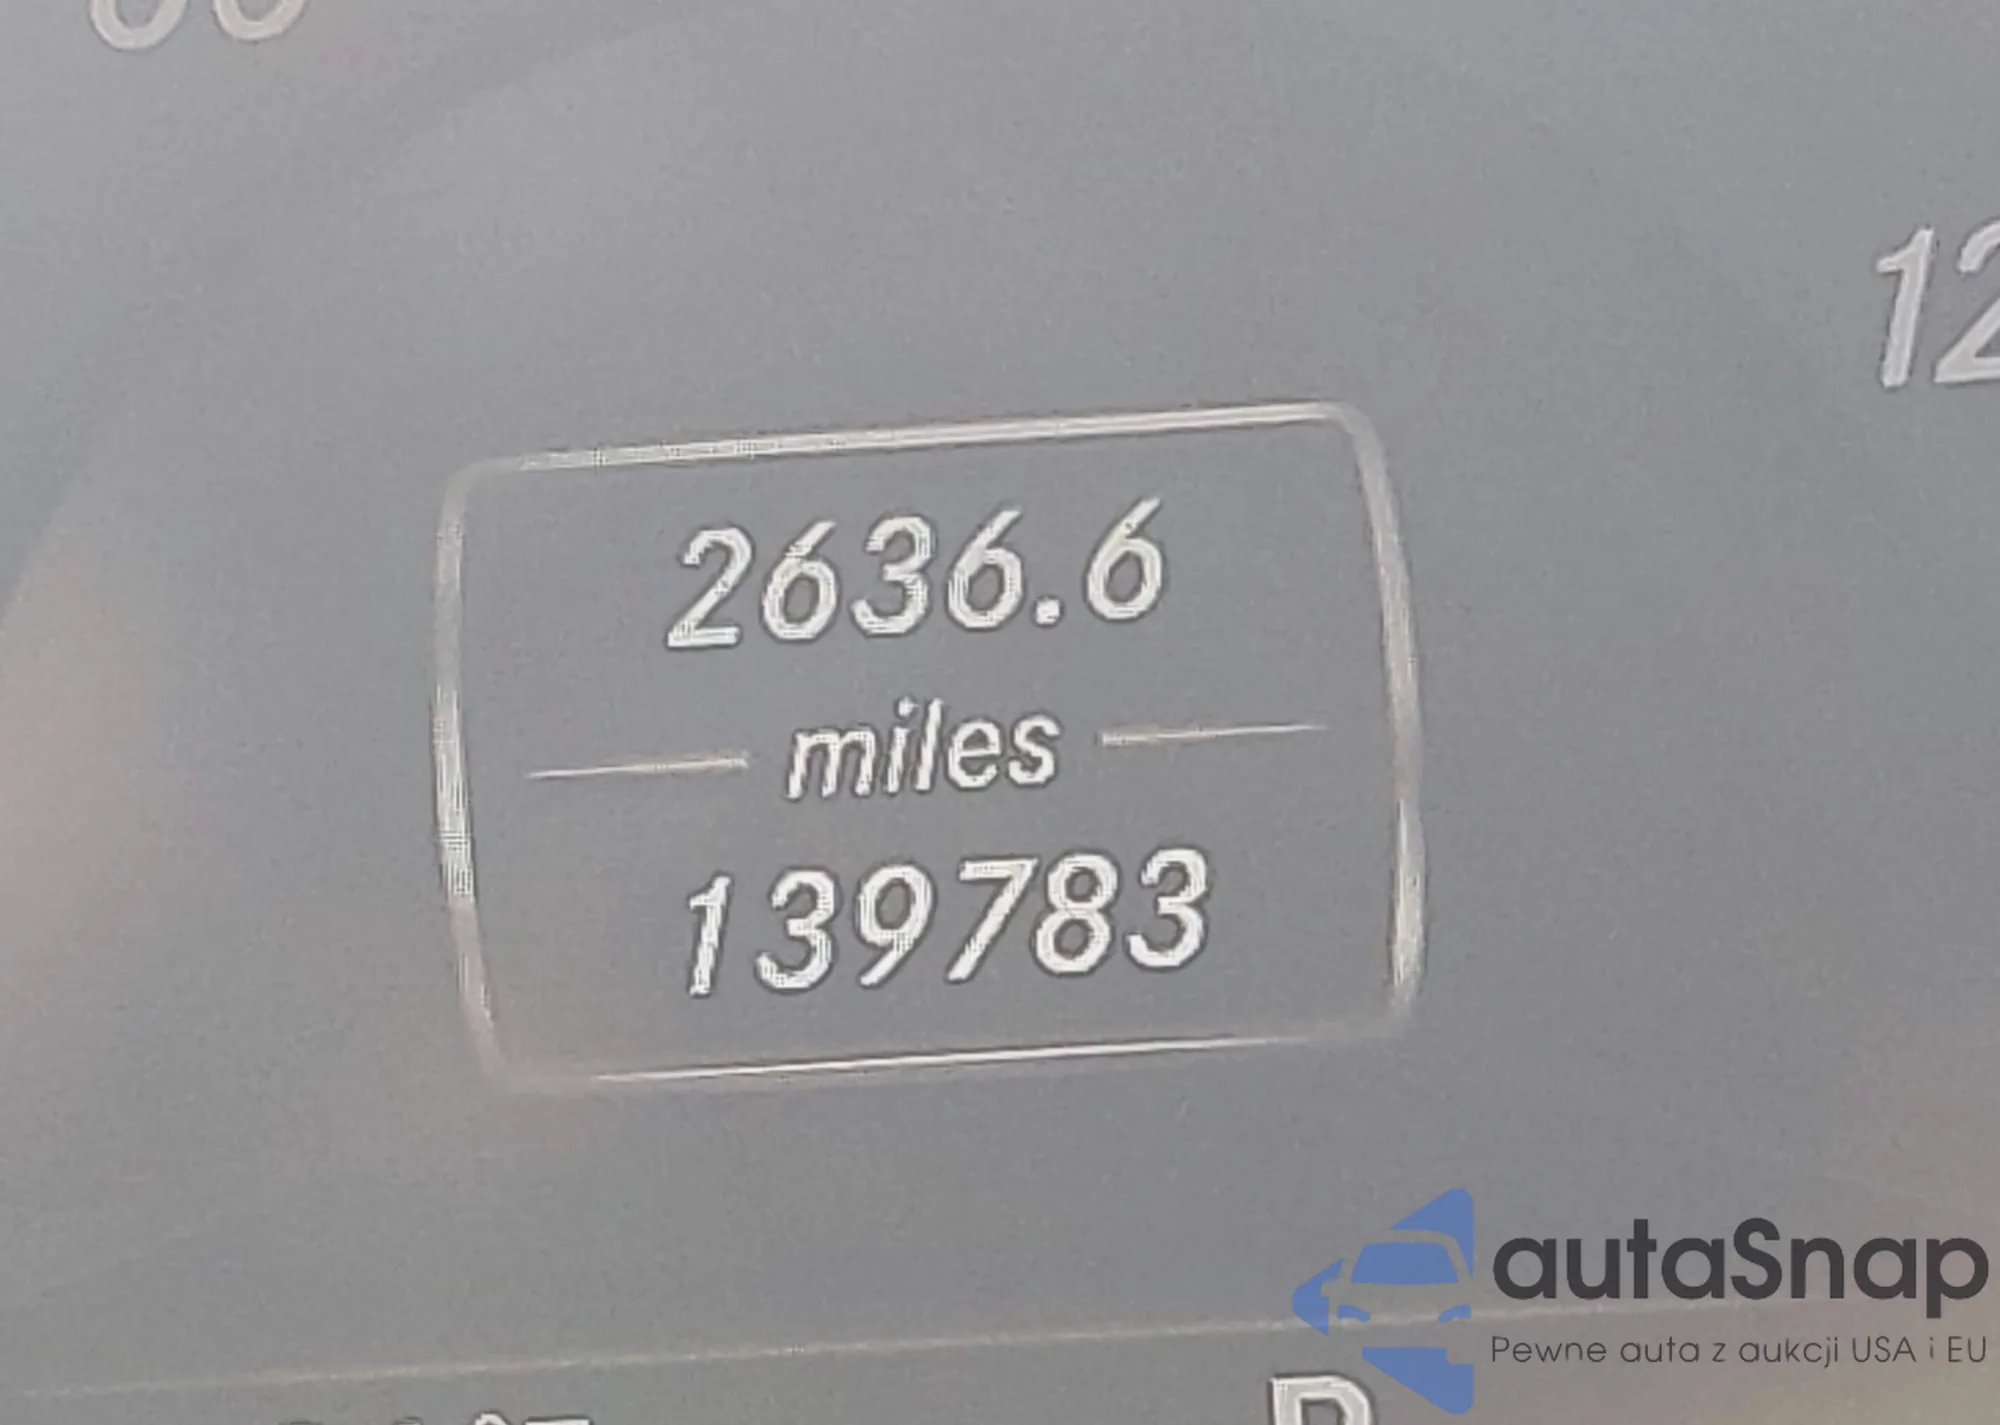 12
2636.6
miles
139783
autaSnap
Pewne auta z aukcji USA i EU
P